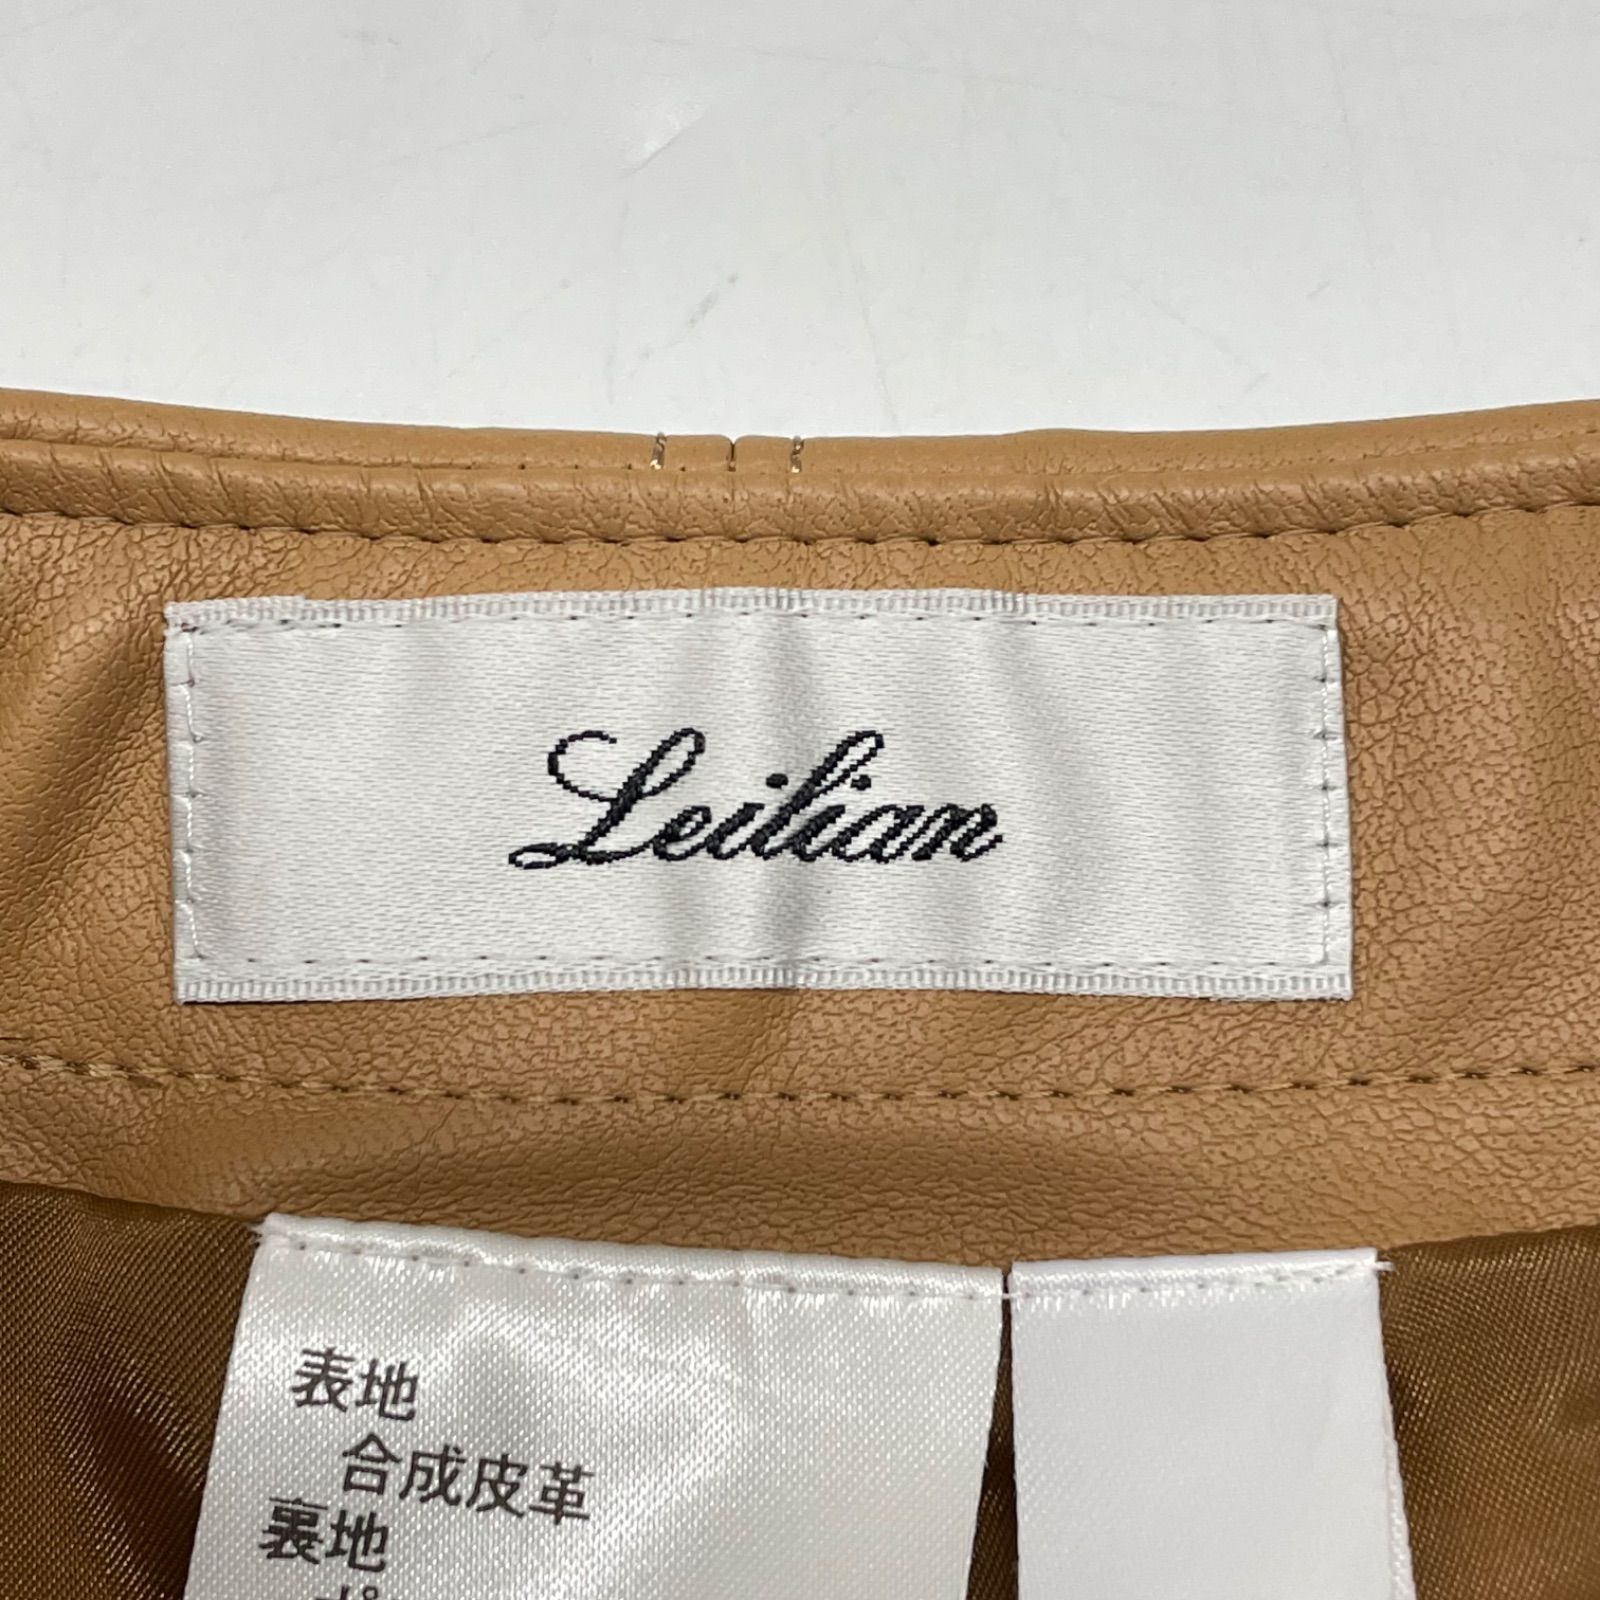 Leilian
表地
合成皮革
裏地